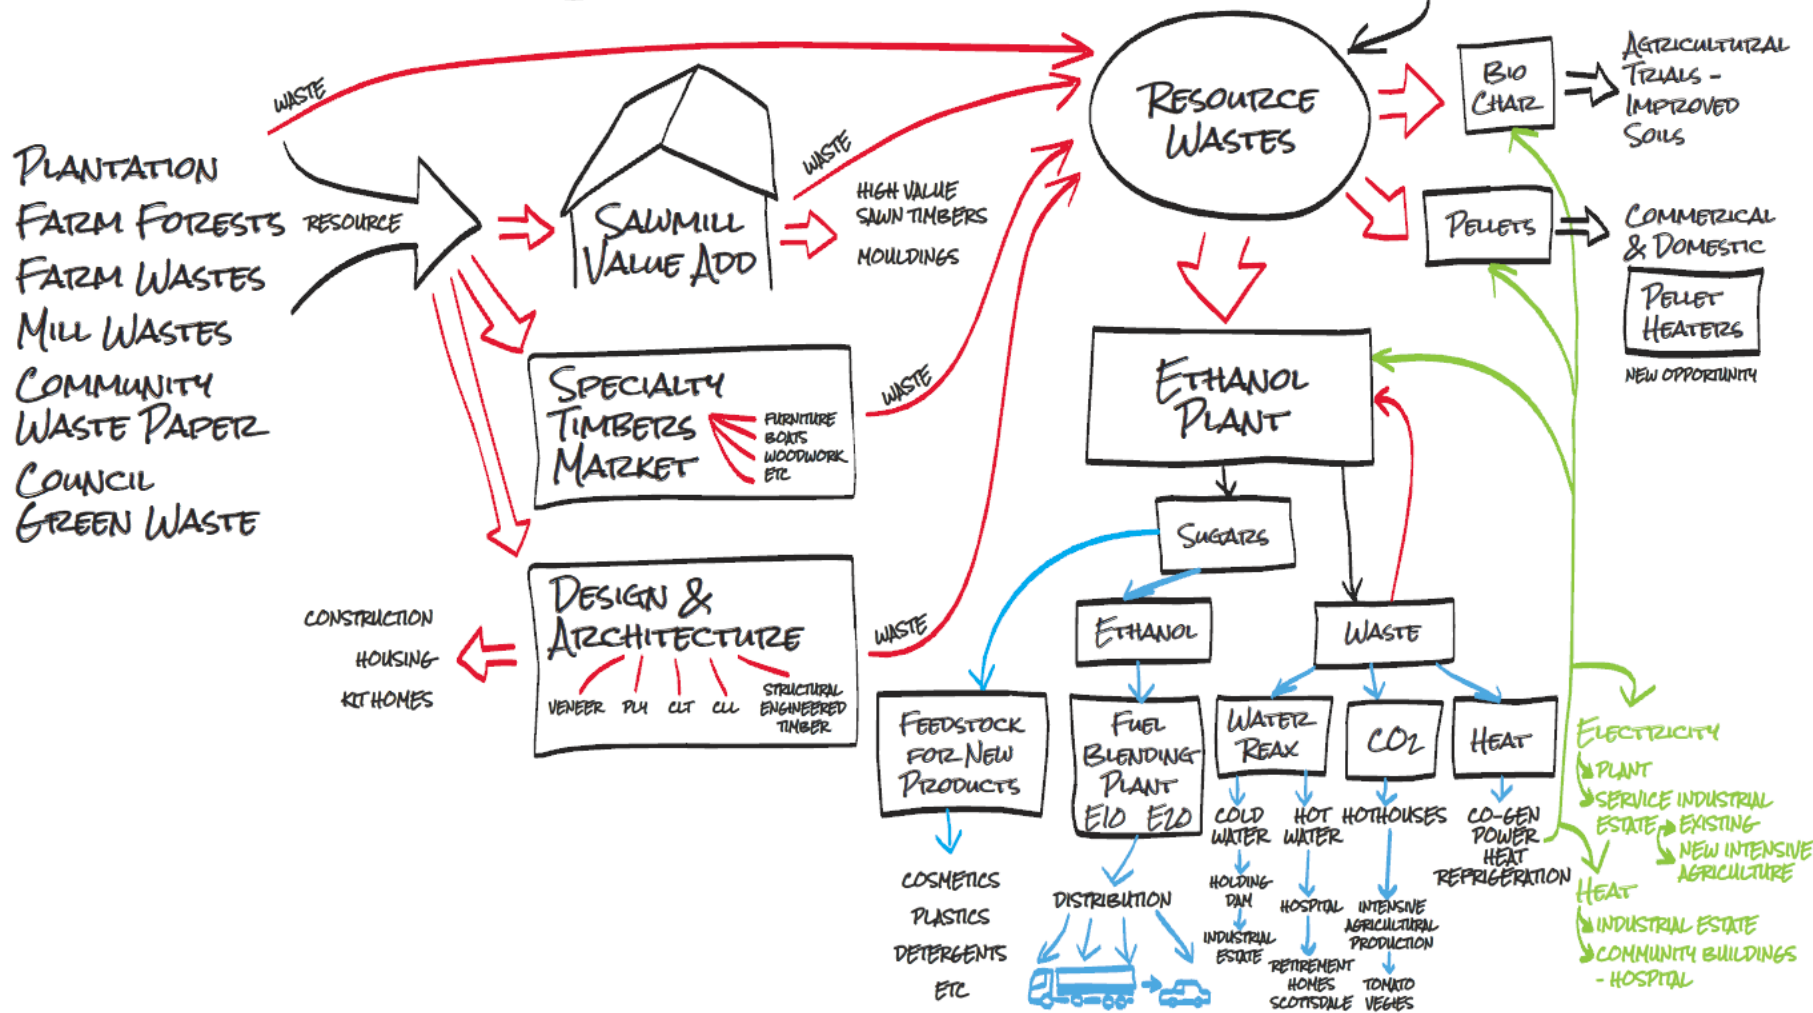 WASTE
PLANTATION
FARM FORESTS
FARM WASTES
MILL WASTES
COMMUNITY
WASTE PAPER
COUNCIL
GREEN WASTE
RESOURCE
SAWMILL
VALUE ADD
WASTE
HIGH VALUE
SAWN TIMBERS
MOULDINGS
SPECIALTY
TIMBERS
MARKET
FURNITURE
BOATS
WOODWORK
ETC
WASTE
DESIGN &
ARCHITECTURE
VENEER
PLY
CLT
CLL
STRUCTURAL
ENGINEERED
TIMBER
WASTE
CONSTRUCTION
HOUSING
KIT HOMES
RESOURCE
WASTES
BIO
CHAR
AGRICULTURAL
TRIALS -
IMPROVED
SOILS
PELLETS
COMMERICAL
& DOMESTIC
PELLET
HEATERS
NEW OPPORTUNITY
ETHANOL
PLANT
SUGARS
ETHANOL
WASTE
FEEDSTOCK
FOR NEW
PRODUCTS
COSMETICS
PLASTICS
DETERGENTS
ETC
FUEL
BLENDING
PLANT
E10 E20
DISTRIBUTION
WATER
REAX
COLD
WATER
HOLDING
DAM
INDUSTRIAL
ESTATE
HOT
WATER
HOSPITAL
RETIREMENT
HOMES
SCOTTSDALE
CO2
HOTHOUSES
INTENSIVE
AGRICULTURAL
PRODUCTION
TOMATO
VEGIES
HEAT
CO-GEN
POWER
HEAT
REFRIGERATION
ELECTRICITY
PLANT
SERVICE INDUSTRIAL
ESTATE
EXISTING
NEW INTENSIVE
AGRICULTURE
HEAT
INDUSTRIAL ESTATE
COMMUNITY BUILDINGS
- HOSPITAL